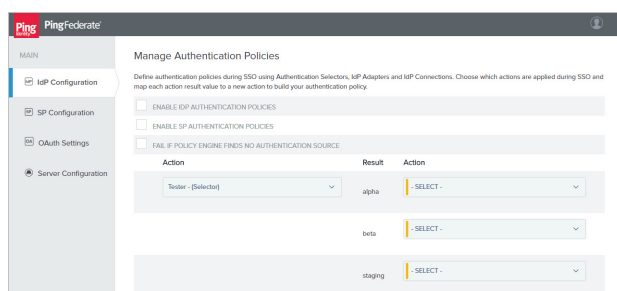 Ping
Identity
PingFederate®
MAIN
IdP Configuration
SP Configuration
OAuth Settings
Server Configuration
Manage Authentication Policies
Define authentication policies during SSO using Authentication Selectors, IdP Adapters and IdP Connections. Choose which actions are applied during SSO and
map each action result value to a new action to build your authentication policy.
ENABLE IDP AUTHENTICATION POLICIES
ENABLE SP AUTHENTICATION POLICIES
FAIL IF POLICY ENGINE FINDS NO AUTHENTICATION SOURCE
Action Result Action
Tester - (Selector) alpha - SELECT -
beta - SELECT -
staging - SELECT -